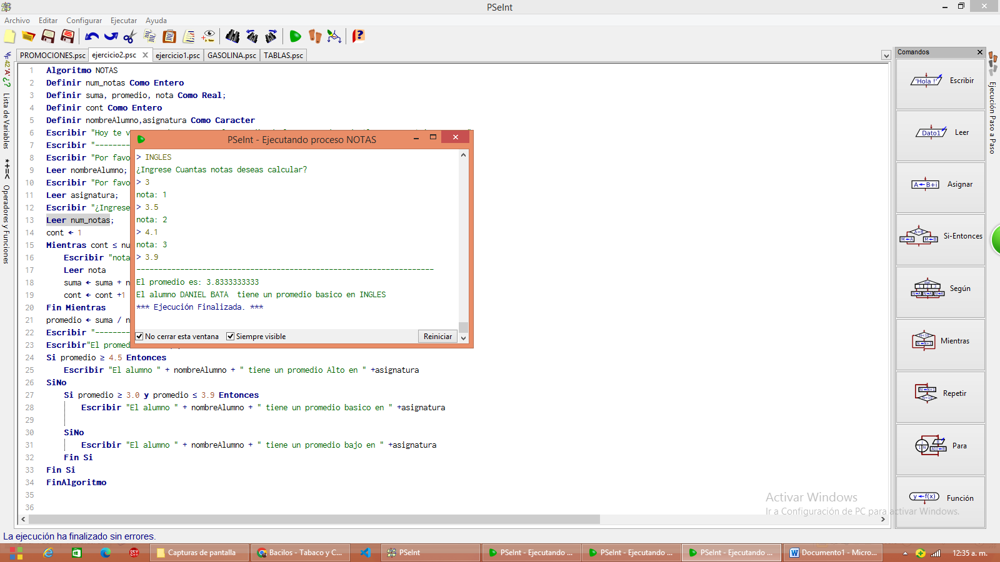 PSeInt
Archivo Editar Configurar Ejecutar Ayuda
PROMOCIONES.psc ejercicio2.psc ejercicio1.psc GASOLINA.psc TABLAS.psc
Lista de Variables
*+=<
Operadores y Funciones
1 Algoritmo NOTAS
2 Definir num_notas Como Entero
3 Definir suma, promedio, nota Como Real;
4 Definir cont Como Entero
5 Definir nombreAlumno,asignatura Como Caracter
6 Escribir "Hoy te v
7 Escribir "--------
8 Escribir "Por favo
9 Leer nombreAlumno;
10 Escribir "Por favo
11 Leer asignatura;
12 Escribir "¿Ingrese
13 Leer num_notas;
14 cont ← 1
15 Mientras cont ≤ nu
16 Escribir "nota
17 Leer nota
18 suma ← suma + n
19 cont ← cont +1
20 Fin Mientras
21 promedio ← suma / n
22 Escribir "--------
23 Escribir"El promed
24 Si promedio ≥ 4.5 Entonces
25 Escribir "El alumno " + nombreAlumno + " tiene un promedio Alto en " +asignatura
26 SiNo
27 Si promedio ≥ 3.0 y promedio ≤ 3.9 Entonces
28 Escribir "El alumno " + nombreAlumno + " tiene un promedio basico en " +asignatura
29
30 SiNo
31 Escribir "El alumno " + nombreAlumno + " tiene un promedio bajo en " +asignatura
32 Fin Si
33 Fin Si
34 FinAlgoritmo
35
36
PSeInt - Ejecutando proceso NOTAS
> INGLES
¿Ingrese Cuantas notas deseas calcular?
> 3
nota: 1
> 3.5
nota: 2
> 4.1
nota: 3
> 3.9
--------------------------------------------------------------------
El promedio es: 3.8333333333
El alumno DANIEL BATA  tiene un promedio basico en INGLES
*** Ejecución Finalizada. ***
No cerrar esta ventana Siempre visible Reiniciar
Comandos
'Hola !' Escribir
Dato1 Leer
A←B+i Asignar
A>B M←A M←B Si-Entonces
Según
Mientras
Repetir
Para
y←f(x) Función
Ejecución Paso a Paso
Activar Windows
Ir a Configuración de PC para activar Windows.
La ejecución ha finalizado sin errores.
DEV C++
Capturas de pantalla
Bacilos - Tabaco y C...
PSeInt
PSeInt - Ejecutando ...
PSeInt - Ejecutando ...
PSeInt - Ejecutando ...
Documento1 - Micro...
12:35 a. m.